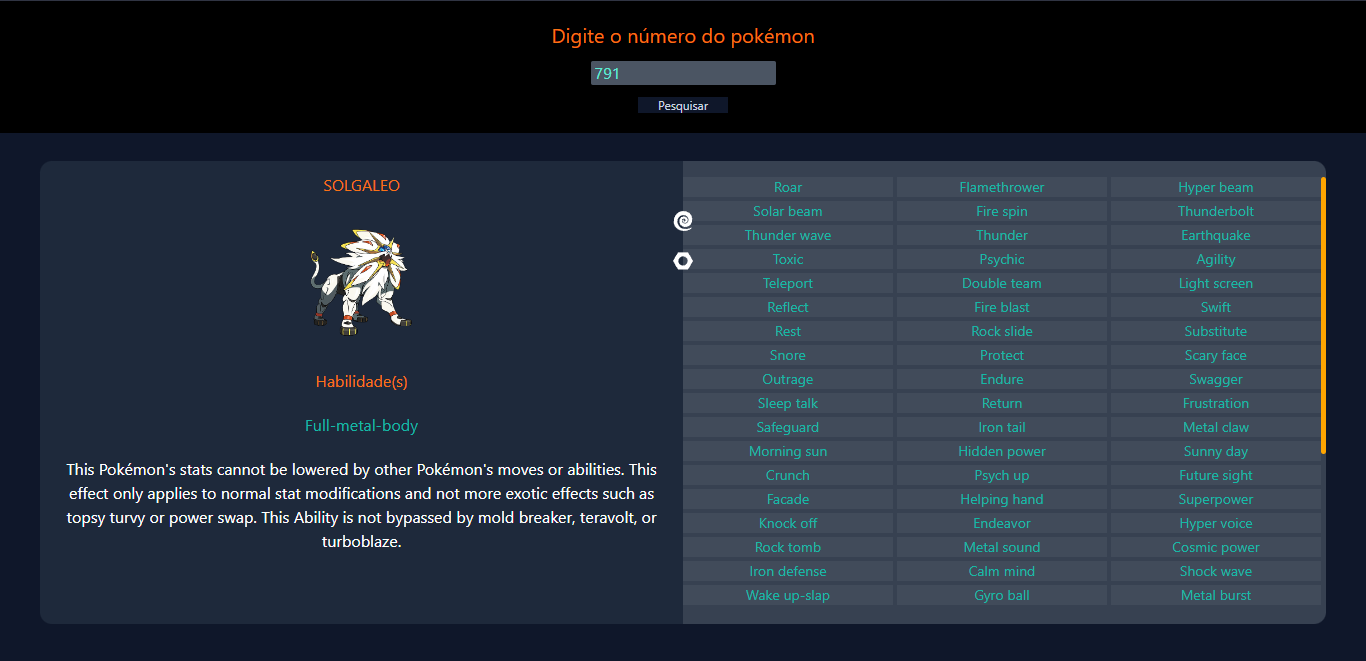 Digite o número do pokémon
791
Pesquisar
SOLGALEO
Habilidade(s)
Full-metal-body
This Pokémon's stats cannot be lowered by other Pokémon's moves or abilities. This
effect only applies to normal stat modifications and not more exotic effects such as
topsy turvy or power swap. This Ability is not bypassed by mold breaker, teravolt, or
turboblaze.
Roar Flamethrower Hyper beam
Solar beam Fire spin Thunderbolt
Thunder wave Thunder Earthquake
Toxic Psychic Agility
Teleport Double team Light screen
Reflect Fire blast Swift
Rest Rock slide Substitute
Snore Protect Scary face
Outrage Endure Swagger
Sleep talk Return Frustration
Safeguard Iron tail Metal claw
Morning sun Hidden power Sunny day
Crunch Psych up Future sight
Facade Helping hand Superpower
Knock off Endeavor Hyper voice
Rock tomb Metal sound Cosmic power
Iron defense Calm mind Shock wave
Wake up-slap Gyro ball Metal burst